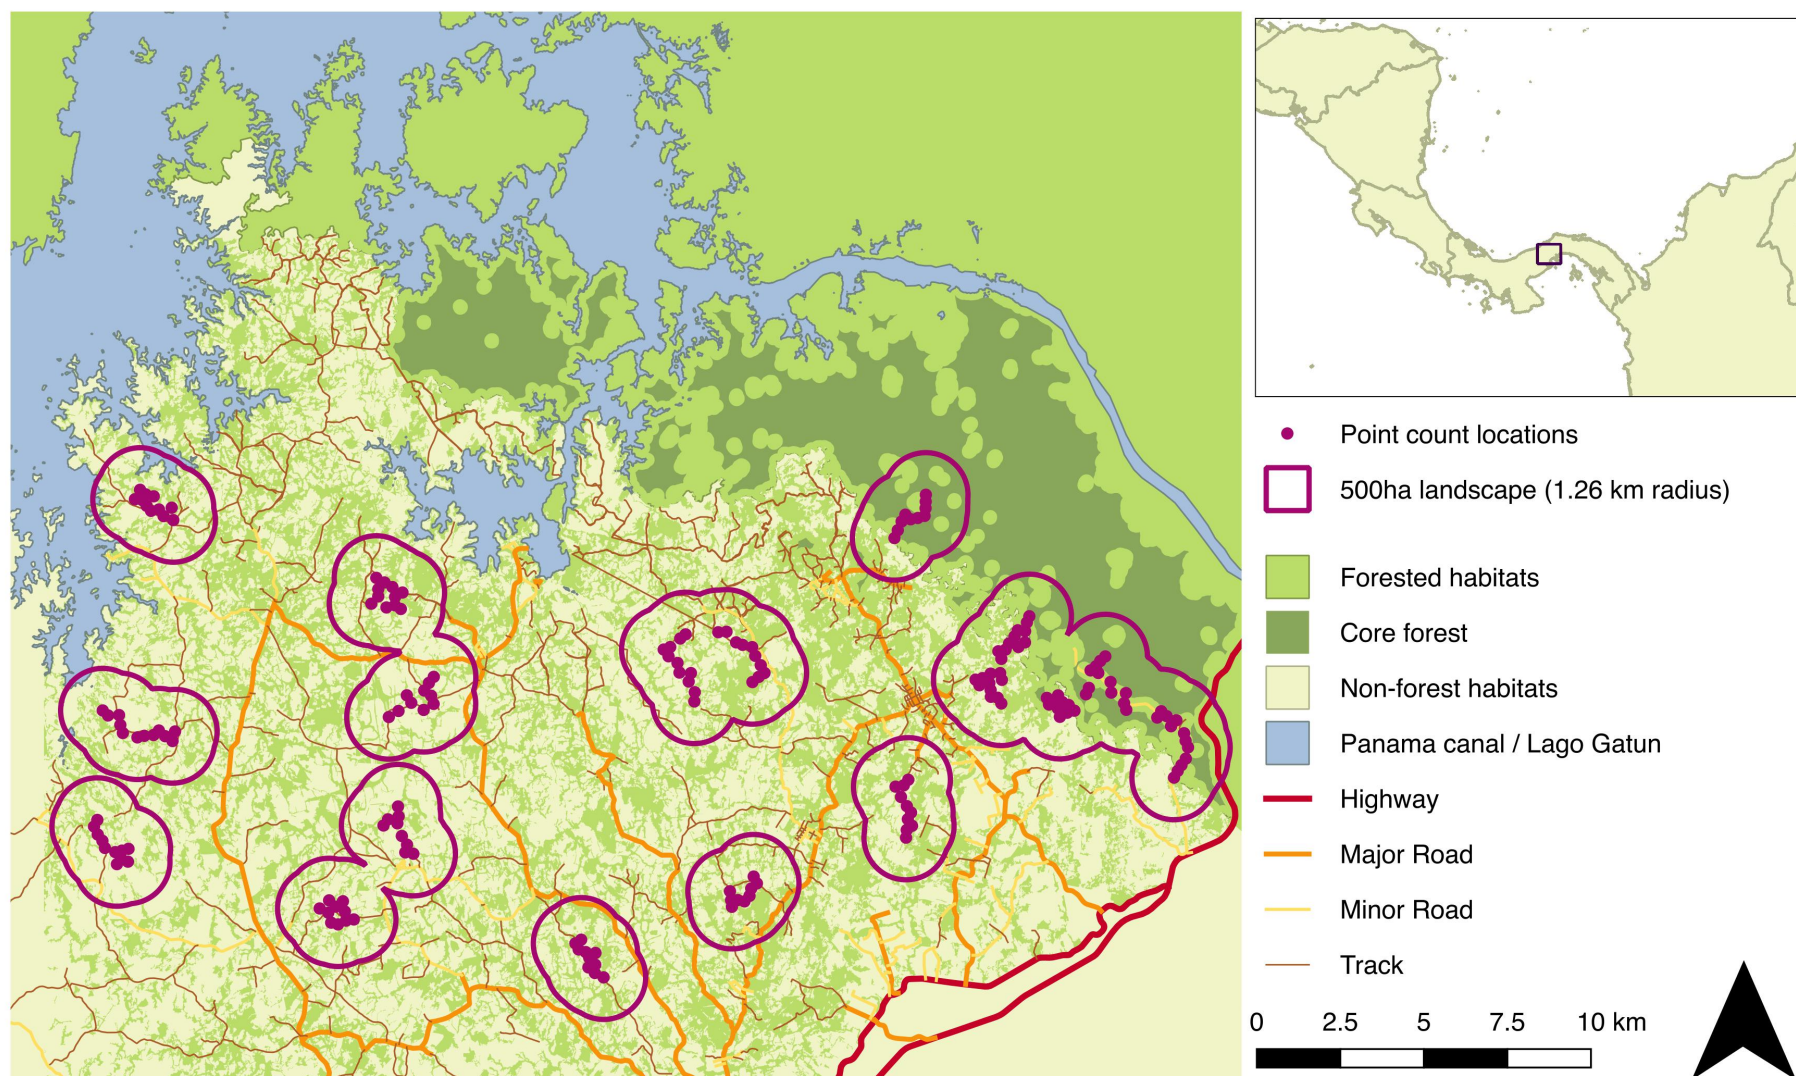 Point count locations
500ha landscape (1.26 km radius)
Forested habitats
Core forest
Non-forest habitats
Panama canal / Lago Gatun
Highway
Major Road
Minor Road
Track
0 2.5 5 7.5 10 km